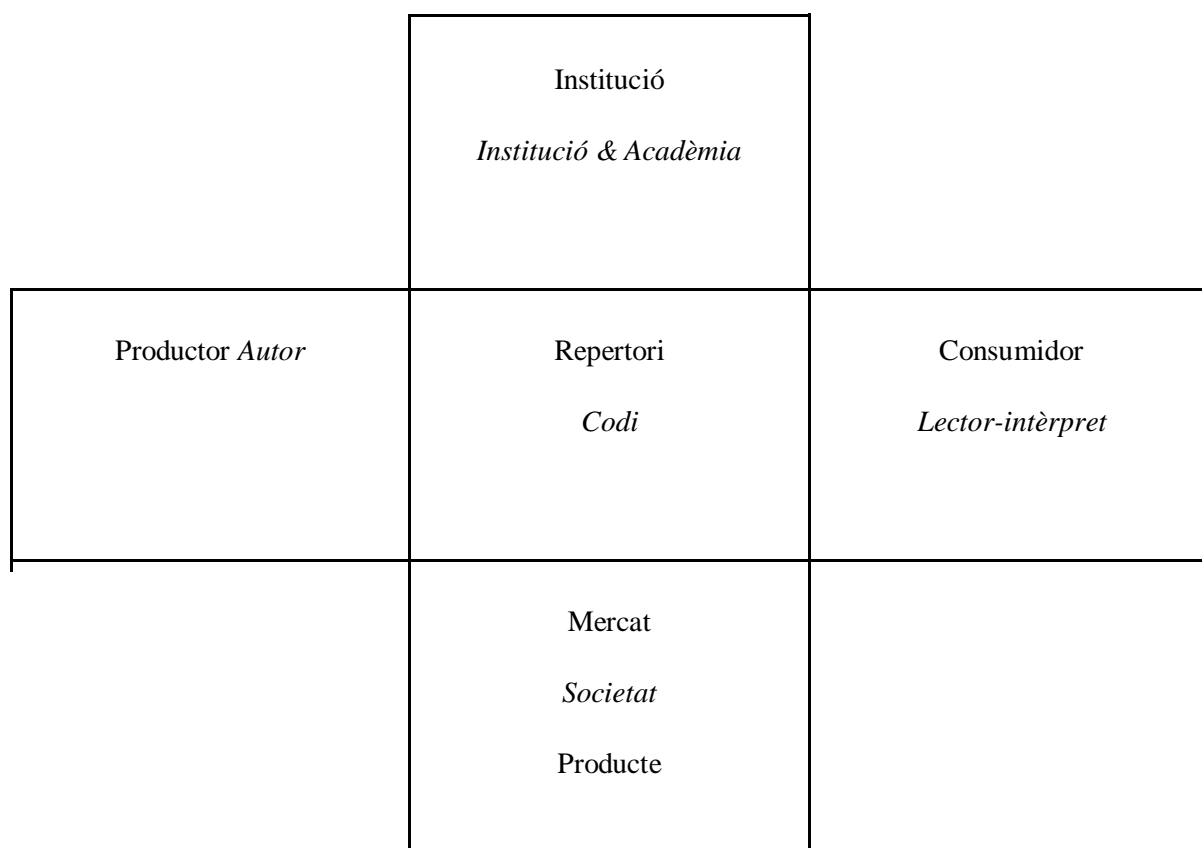 Institució
Institució & Acadèmia
Productor Autor
Repertori
Codi
Consumidor
Lector-intèrpret
Mercat
Societat
Producte